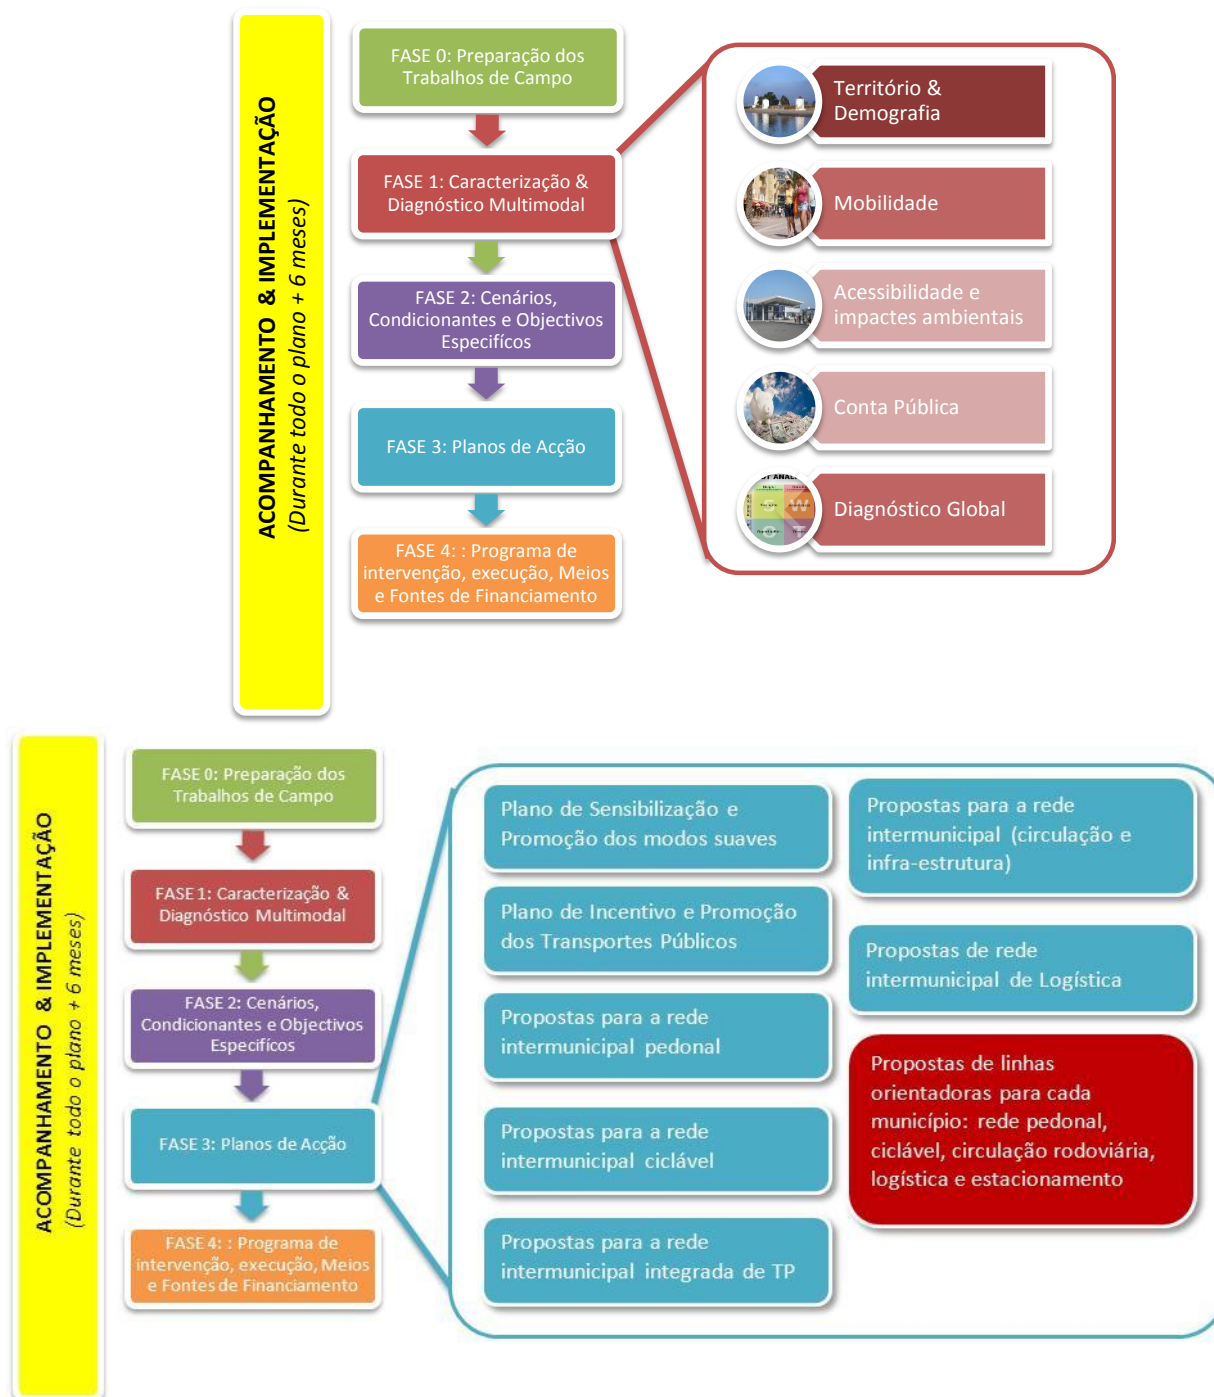 ACOMPANHAMENTO & IMPLEMENTAÇÃO
(Durante todo o plano + 6 meses)
FASE 0: Preparação dos
Trabalhos de Campo
FASE 1: Caracterização &
Diagnóstico Multimodal
FASE 2: Cenários,
Condicionantes e Objectivos
Especifícos
FASE 3: Planos de Acção
FASE 4: : Programa de
intervenção, execução, Meios
e Fontes de Financiamento
Território &
Demografia
Mobilidade
Acessibilidade e
impactes ambientais
Conta Pública
Diagnóstico Global
S
W
ACOMPANHAMENTO & IMPLEMENTAÇÃO
(Durante todo o plano + 6 meses)
FASE 0: Preparação dos
Trabalhos de Campo
FASE 1: Caracterização &
Diagnóstico Multimodal
FASE 2: Cenários,
Condicionantes e Objectivos
Especifícos
FASE 3: Planos de Acção
FASE 4: : Programa de
intervenção, execução, Meios
e Fontes de Financiamento
Plano de Sensibilização e
Promoção dos modos suaves
Plano de Incentivo e Promoção
dos Transportes Públicos
Propostas para a rede
intermunicipal pedonal
Propostas para a rede
intermunicipal ciclável
Propostas para a rede
intermunicipal integrada de TP
Propostas para a rede
intermunicipal (circulação e
infra-estrutura)
Propostas de rede
intermunicipal de Logística
Propostas de linhas
orientadoras para cada
município: rede pedonal,
ciclável, circulação rodoviária,
logística e estacionamento